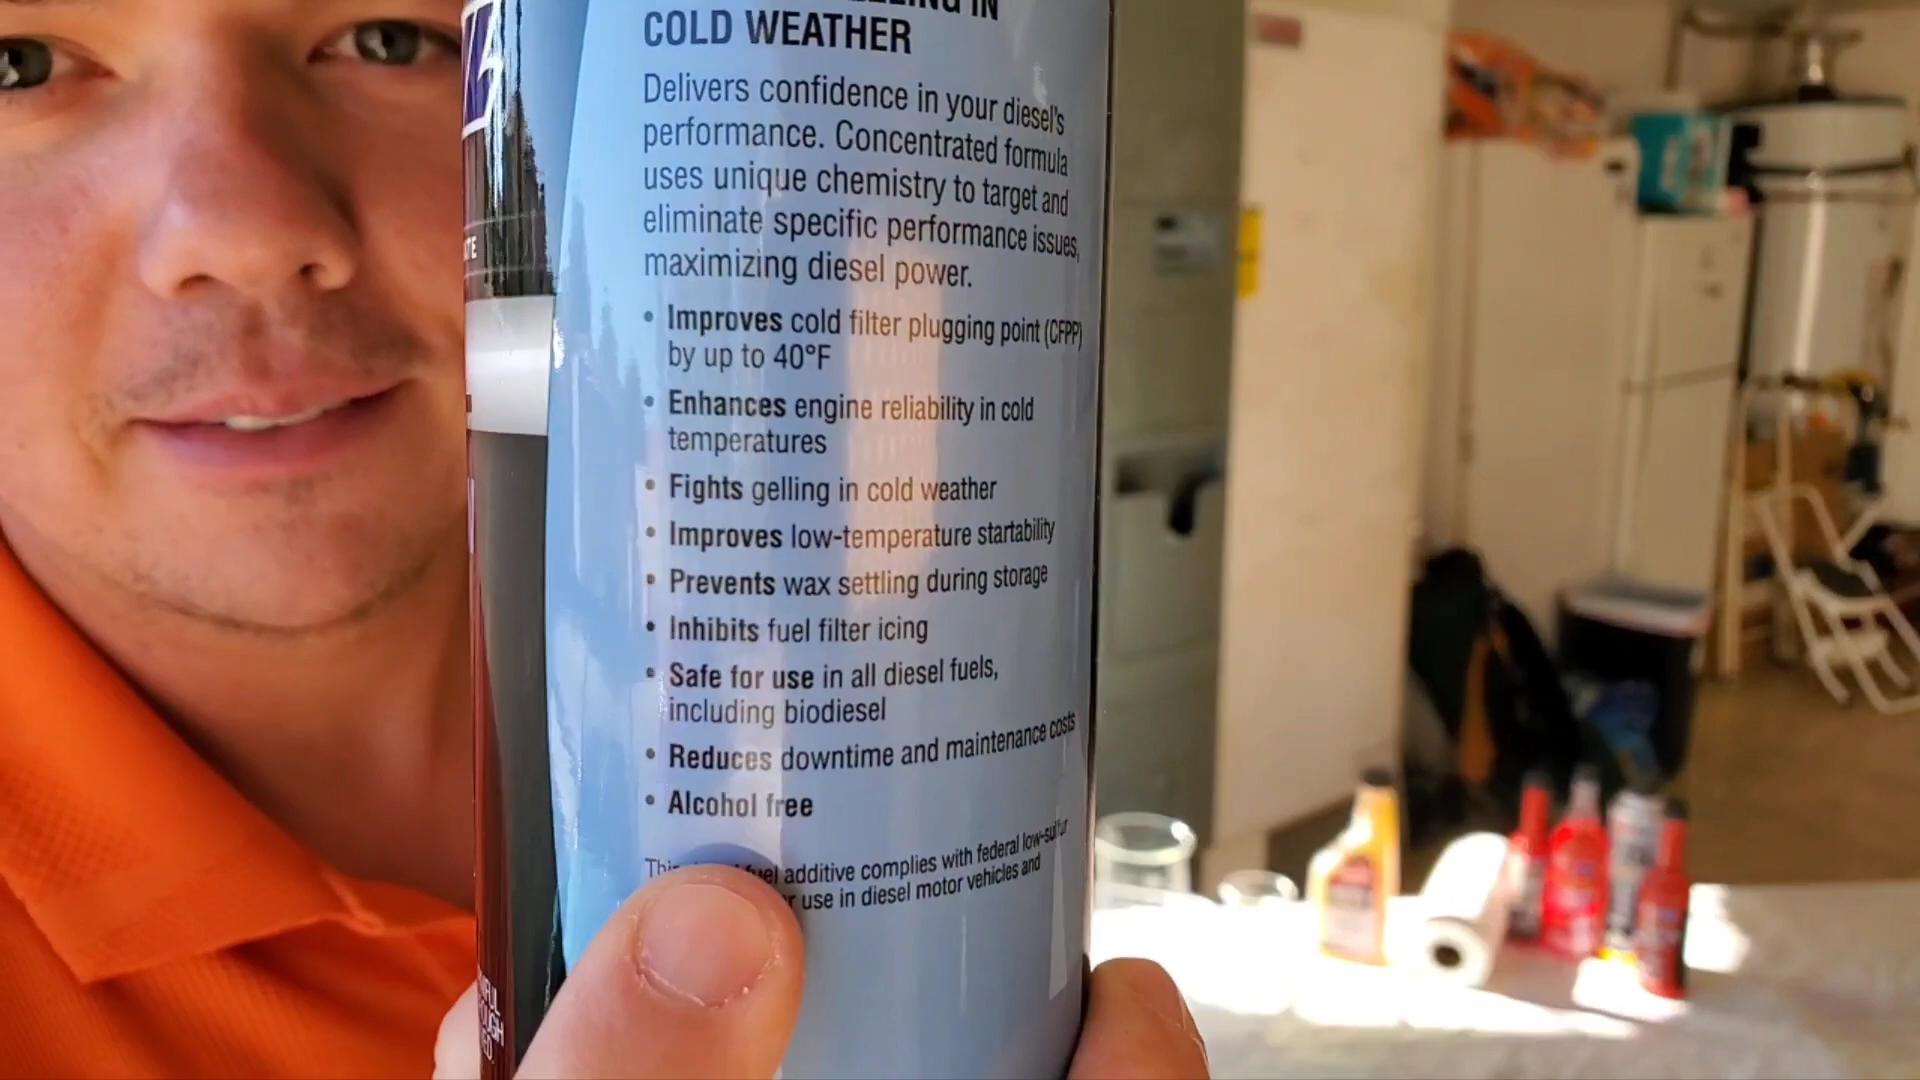 IN
COLD WEATHER
Delivers confidence in your diesel's
performance. Concentrated formula
uses unique chemistry to target and
eliminate specific performance issues,
maximizing diesel power.
• Improves cold filter plugging point (CFPP)
by up to 40°F
• Enhances engine reliability in cold
temperatures
• Fights gelling in cold weather
• Improves low-temperature startability
• Prevents wax settling during storage
• Inhibits fuel filter icing
• Safe for use in all diesel fuels,
including biodiesel
• Reduces downtime and maintenance costs
• Alcohol free
additive complies with federal low-sulfur
use in diesel motor vehicles and